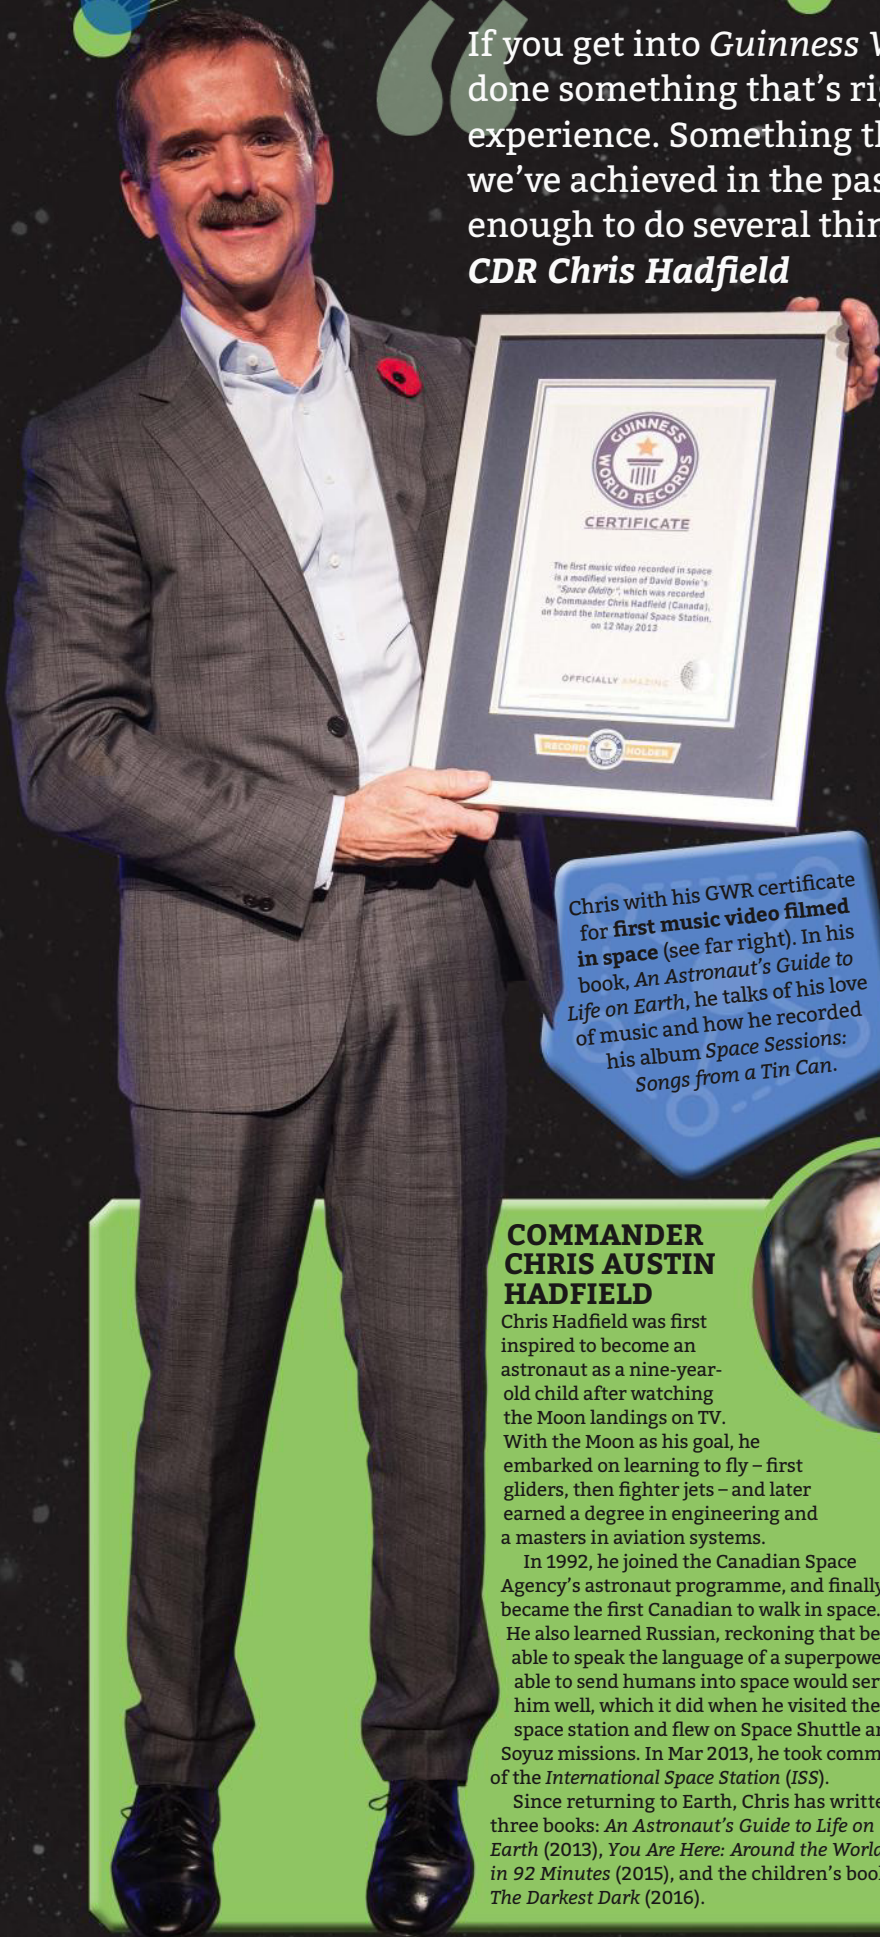 If you get into Guinness
done something that's
experience. Something
we've achieved in the
enough to do several
CDR Chris Hadfield
GUINNESS
WORLD RECORDS
CERTIFICATE
The first music video recorded in space
is a modified version of David Bowie's
"Space Oddity", which was recorded
by Commander Chris Hadfield (Canada),
on board the International Space Station,
on 12 May 2013
OFFICIALLY AMAZING
RECORD HOLDER
Chris with his GWR certificate
for first music video filmed
in space (see far right). In his
book, An Astronaut's Guide to
Life on Earth, he talks of his love
of music and how he recorded
his album Space Sessions:
Songs from a Tin Can.
COMMANDER
CHRIS AUSTIN
HADFIELD
Chris Hadfield was first
inspired to become an
astronaut as a nine-year-
old child after watching
the Moon landings on TV.
With the Moon as his goal, he
embarked on learning to fly – first
gliders, then fighter jets – and later
earned a degree in engineering and
a masters in aviation systems.
In 1992, he joined the Canadian Space
Agency's astronaut programme, and finally
became the first Canadian to walk in space.
He also learned Russian, reckoning that
able to speak the language of a
able to send humans into space would
him well, which it did when he visited the
space station and flew on Space Shuttle
Soyuz missions. In Mar 2013, he took
of the International Space Station (ISS).
Since returning to Earth, Chris has
three books: An Astronaut's Guide to Life on
Earth (2013), You Are Here: Around the World
in 92 Minutes (2015), and the children's
The Darkest Dark (2016).